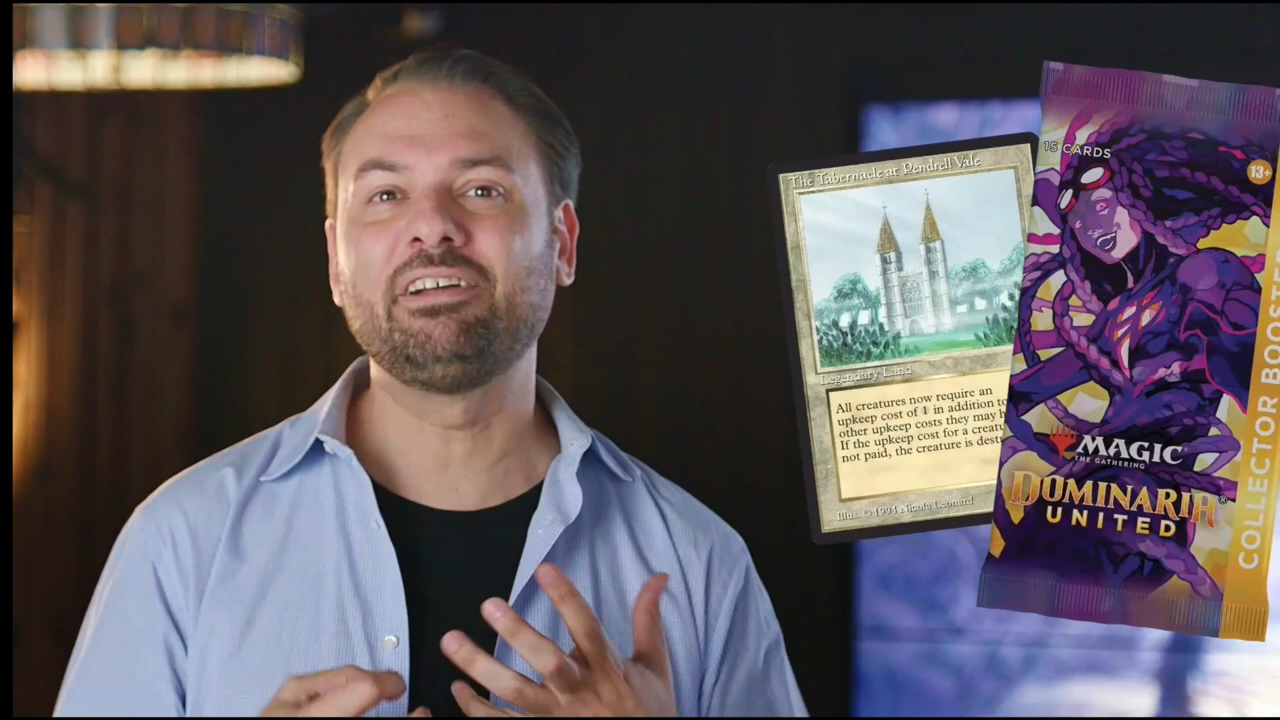 The Tabernacle at Pendrell Vale
Legendary Land
All creatures now require an
upkeep cost of 1 in addition to
other upkeep costs they may h
If the upkeep cost for a creatu
not paid, the creature is dest
Illus. © 1994 Nicola Leonard
15 CARDS
13+
MAGIC
THE GATHERING
DOMINARIA®
UNITED
COLLECTOR BOOSTE